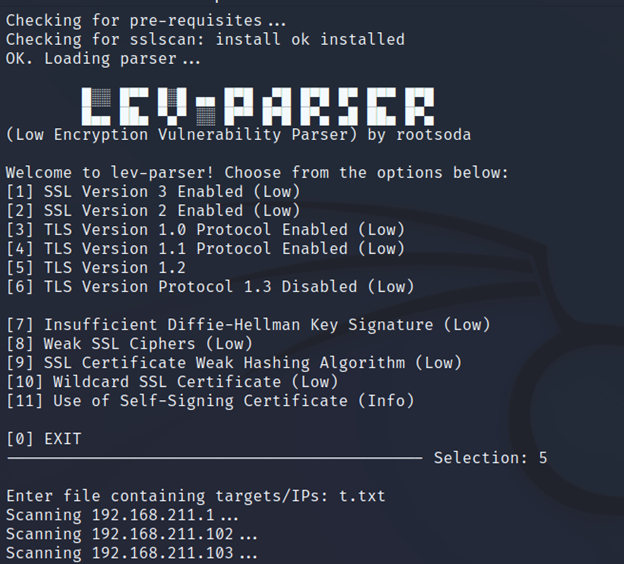 Checking for pre-requisites...
Checking for sslscan: install ok installed
OK. Loading parser...
LEV-PARSER
(Low Encryption Vulnerability Parser) by rootsoda
Welcome to lev-parser! Choose from the options below:
[1] SSL Version 3 Enabled (Low)
[2] SSL Version 2 Enabled (Low)
[3] TLS Version 1.0 Protocol Enabled (Low)
[4] TLS Version 1.1 Protocol Enabled (Low)
[5] TLS Version 1.2
[6] TLS Version Protocol 1.3 Disabled (Low)
[7] Insufficient Diffie-Hellman Key Signature (Low)
[8] Weak SSL Ciphers (Low)
[9] SSL Certificate Weak Hashing Algorithm (Low)
[10] Wildcard SSL Certificate (Low)
[11] Use of Self-Signing Certificate (Info)
[0] EXIT
Selection: 5
Enter file containing targets/IPs: t.txt
Scanning 192.168.211.1...
Scanning 192.168.211.102...
Scanning 192.168.211.103...